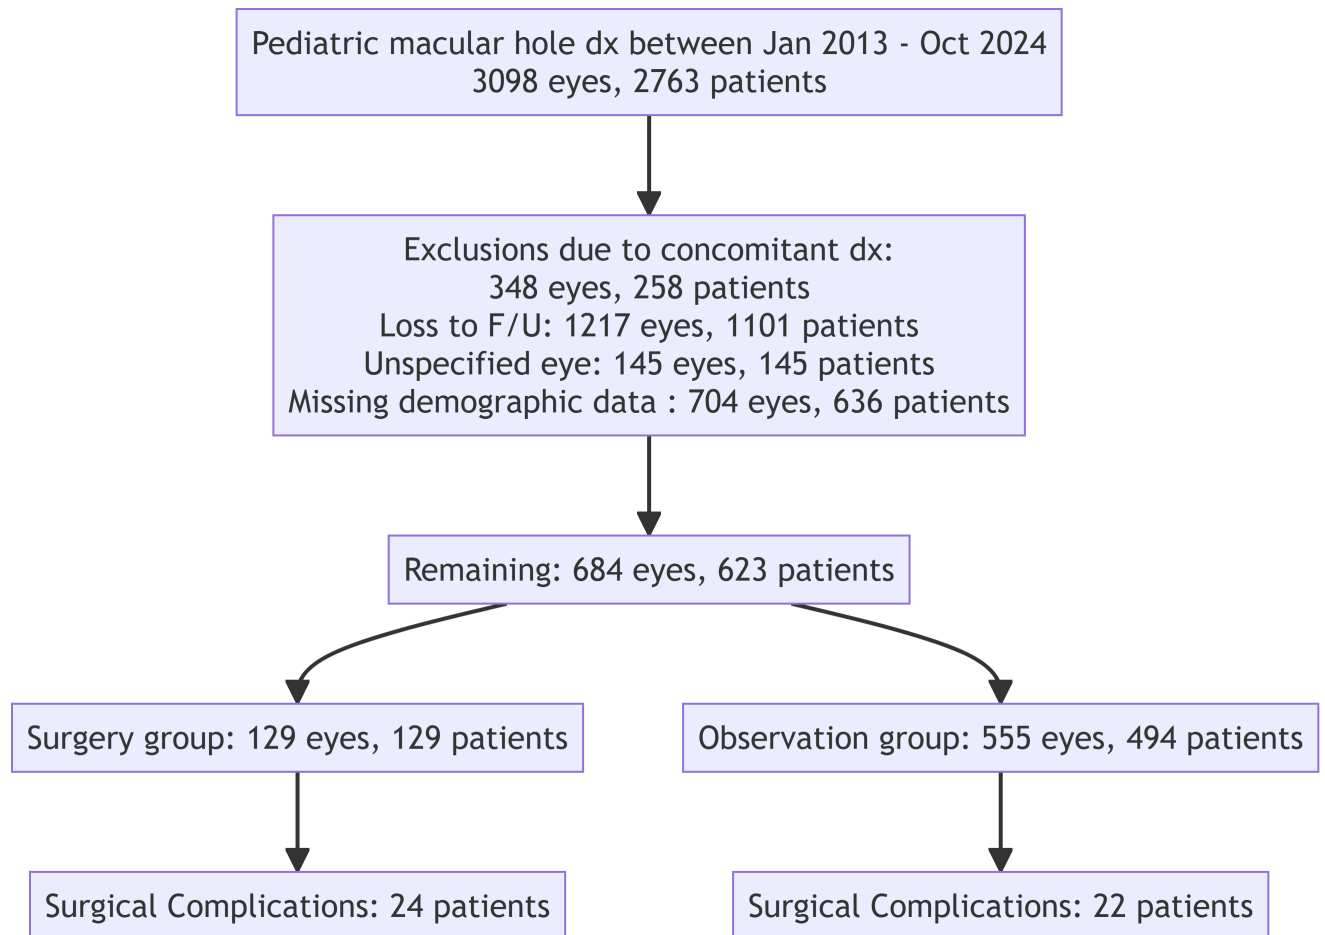 Pediatric macular hole dx between Jan 2013 - Oct 2024
3098 eyes, 2763 patients
Exclusions due to concomitant dx:
348 eyes, 258 patients
Loss to F/U: 1217 eyes, 1101 patients
Unspecified eye: 145 eyes, 145 patients
Missing demographic data : 704 eyes, 636 patients
Remaining: 684 eyes, 623 patients
Surgery group: 129 eyes, 129 patients
Observation group: 555 eyes, 494 patients
Surgical Complications: 24 patients
Surgical Complications: 22 patients